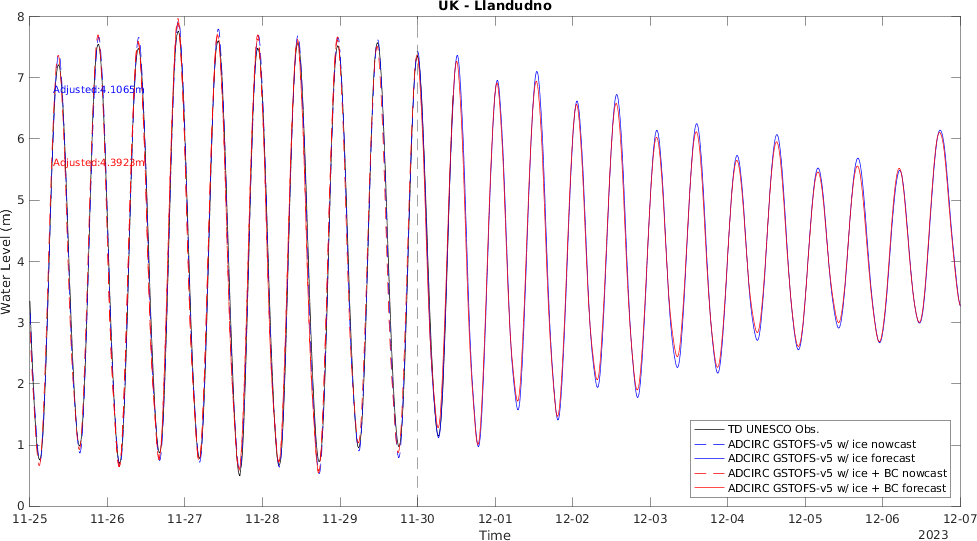 UK - Llandudno
8
7
6
5
4
3
2
1
0
Water Level (m)
Adjusted:4.1065m
Adjusted:4.3923m
TD UNESCO Obs.
ADCIRC GSTOFS-v5 w/ ice nowcast
ADCIRC GSTOFS-v5 w/ ice forecast
ADCIRC GSTOFS-v5 w/ ice + BC nowcast
ADCIRC GSTOFS-v5 w/ ice + BC forecast
11-25 11-26 11-27 11-28 11-29 11-30 12-01 12-02 12-03 12-04 12-05 12-06 12-07
Time
2023